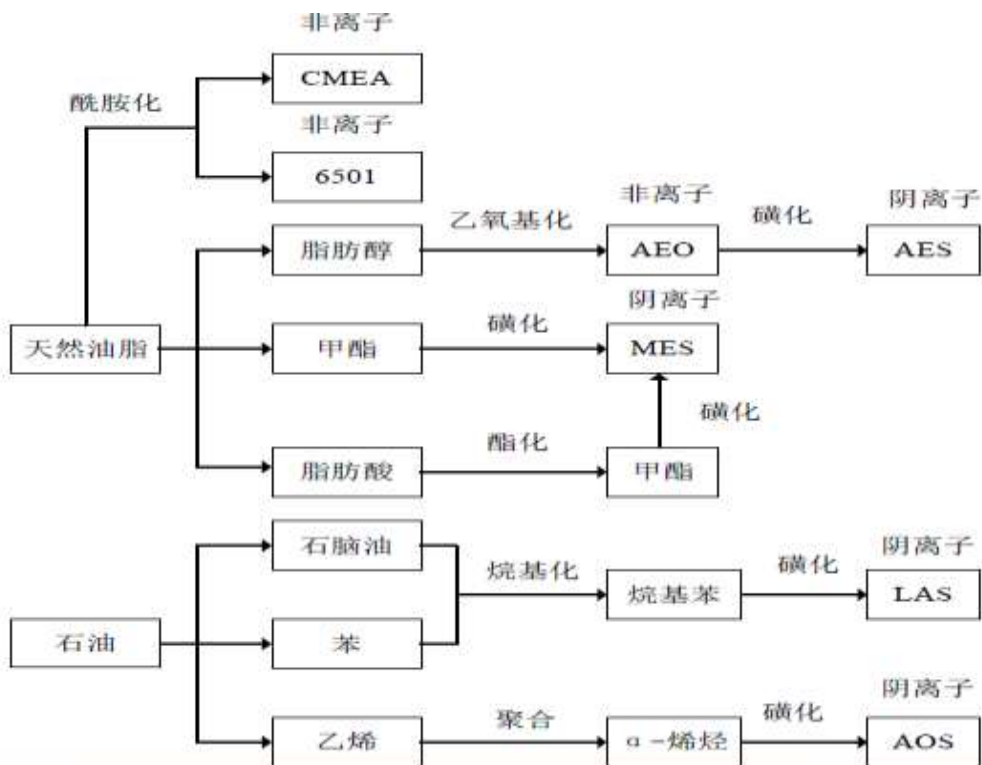 非离子
CMEA
酰胺化
非离子
6501
非离子
阴离子
脂肪醇
乙氧基化
AEO
磺化
AES
阴离子
天然油脂
甲酯
磺化
MES
磺化
脂肪酸
酯化
甲酯
石脑油
烷基化
烷基苯
磺化
阴离子
LAS
石油
苯
阴离子
乙烯
聚合
α-烯烃
磺化
AOS